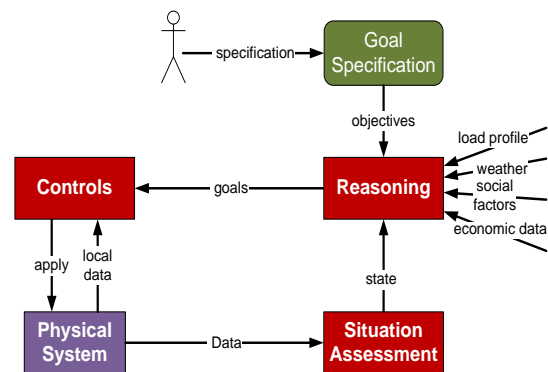 specification
Goal
Specification
objectives
load profile
weather
social
factors
economic data
Controls
goals
Reasoning
apply
local
data
state
Physical
System
Data
Situation
Assessment